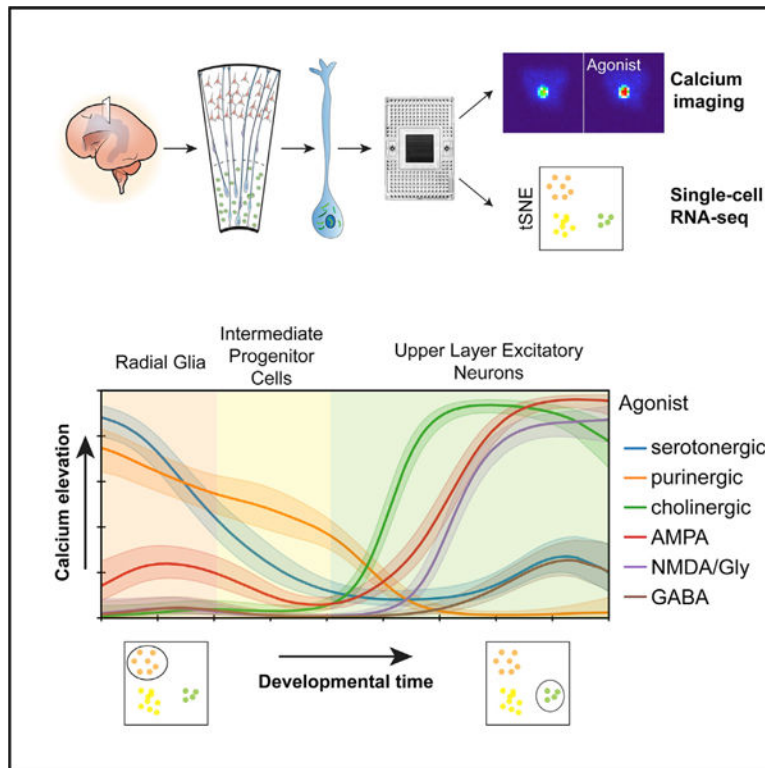 Agonist
Calcium
imaging
tSNE
Single-cell
RNA-seq
Radial Glia
Intermediate
Progenitor
Cells
Upper Layer Excitatory
Neurons
Calcium elevation
Agonist
serotonergic
purinergic
cholinergic
AMPA
NMDA/Gly
GABA
Developmental time